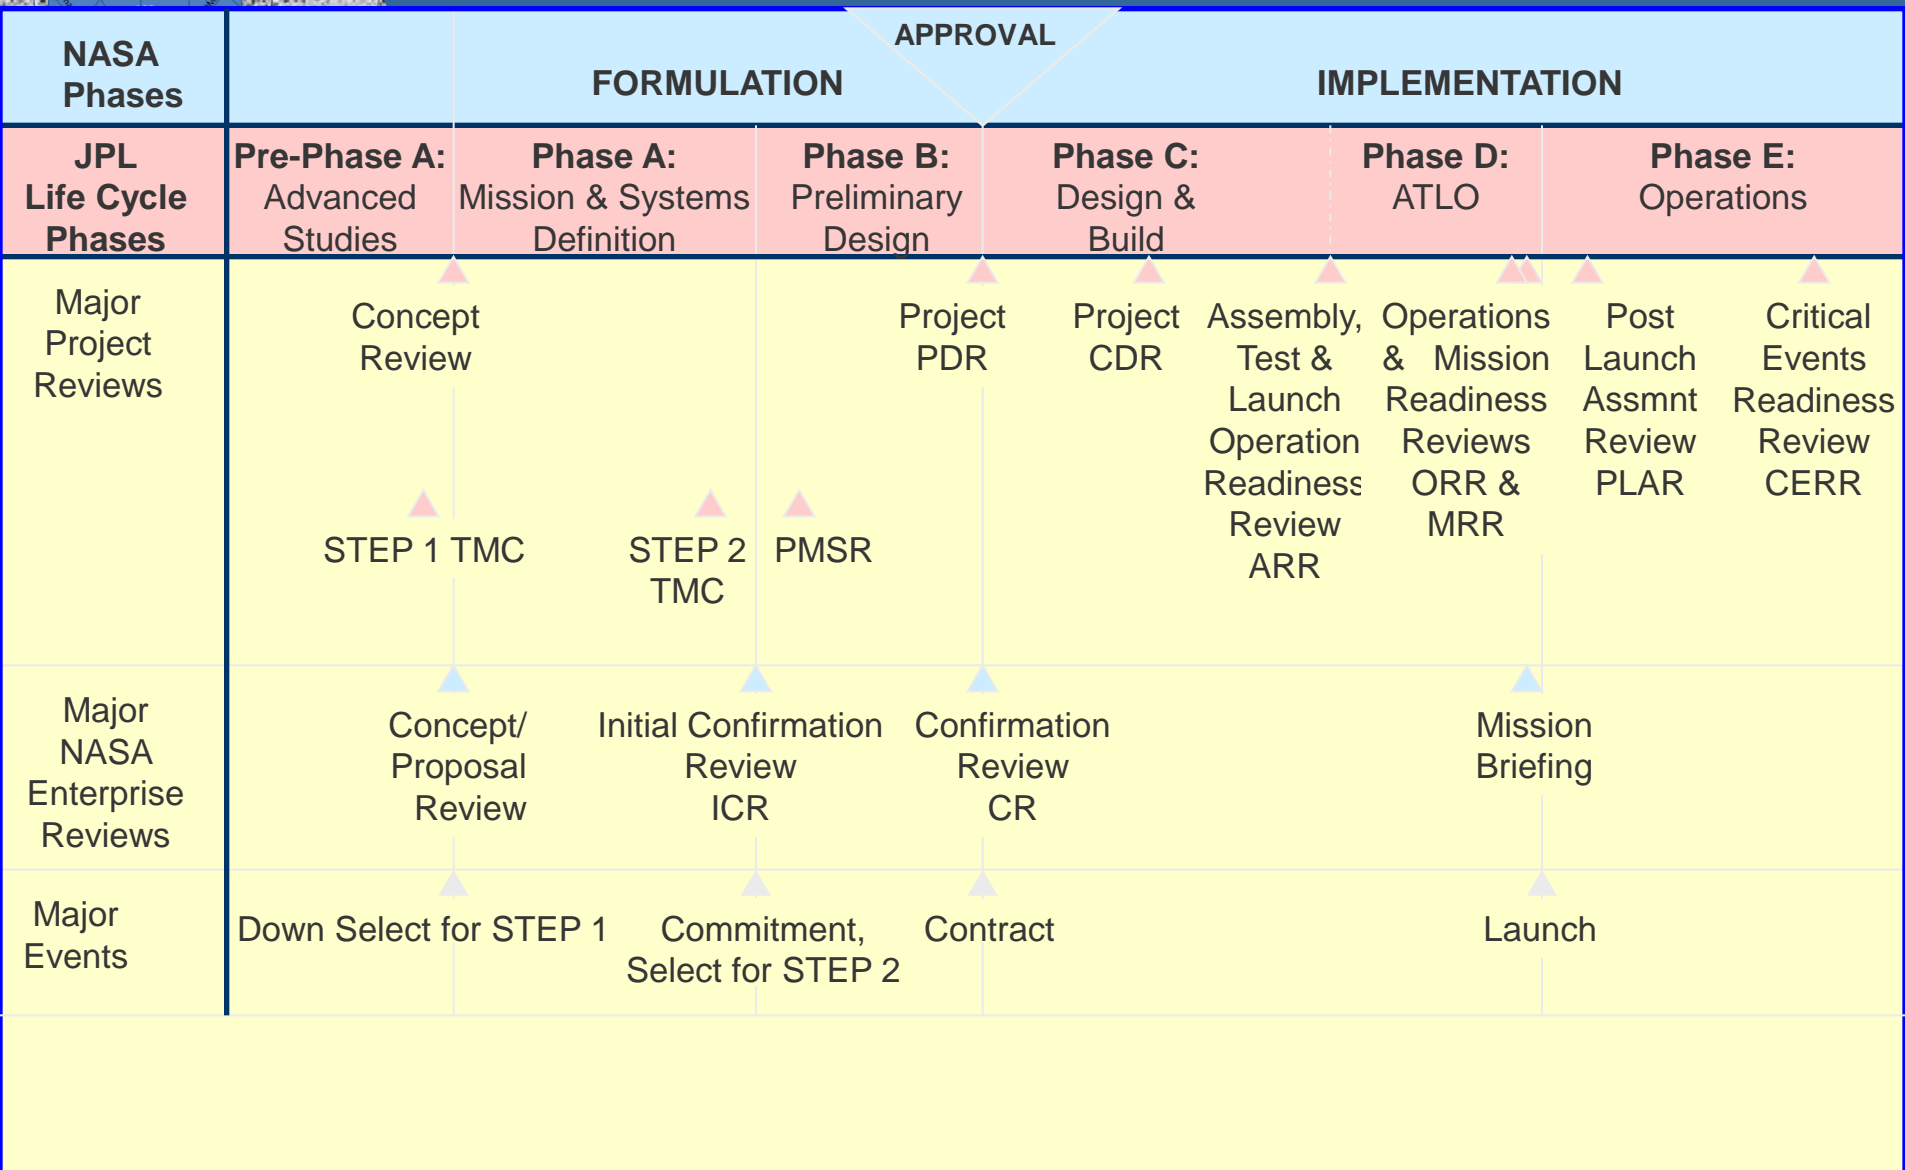 APPROVAL
NASA
Phases
FORMULATION
IMPLEMENTATION
JPL
Life Cycle
Phases
Pre-Phase A:
Advanced
Studies
Phase A:
Mission & Systems
Definition
Phase B:
Preliminary
Design
Phase C:
Design &
Build
Phase D:
ATLO
Phase E:
Operations
Major
Project
Reviews
Concept
Review
Project
PDR
Project
CDR
Assembly,
Test &
Launch
Operation
Readiness
Review
ARR
Operations
& Mission
Readiness
Reviews
ORR &
MRR
Post
Launch
Assmnt
Review
PLAR
Critical
Events
Readiness
Review
CERR
STEP 1 TMC
STEP 2
TMC
PMSR
Major
NASA
Enterprise
Reviews
Concept/
Proposal
Review
Initial Confirmation
Review
ICR
Confirmation
Review
CR
Mission
Briefing
Major
Events
Down Select for STEP 1
Commitment,
Select for STEP 2
Contract
Launch